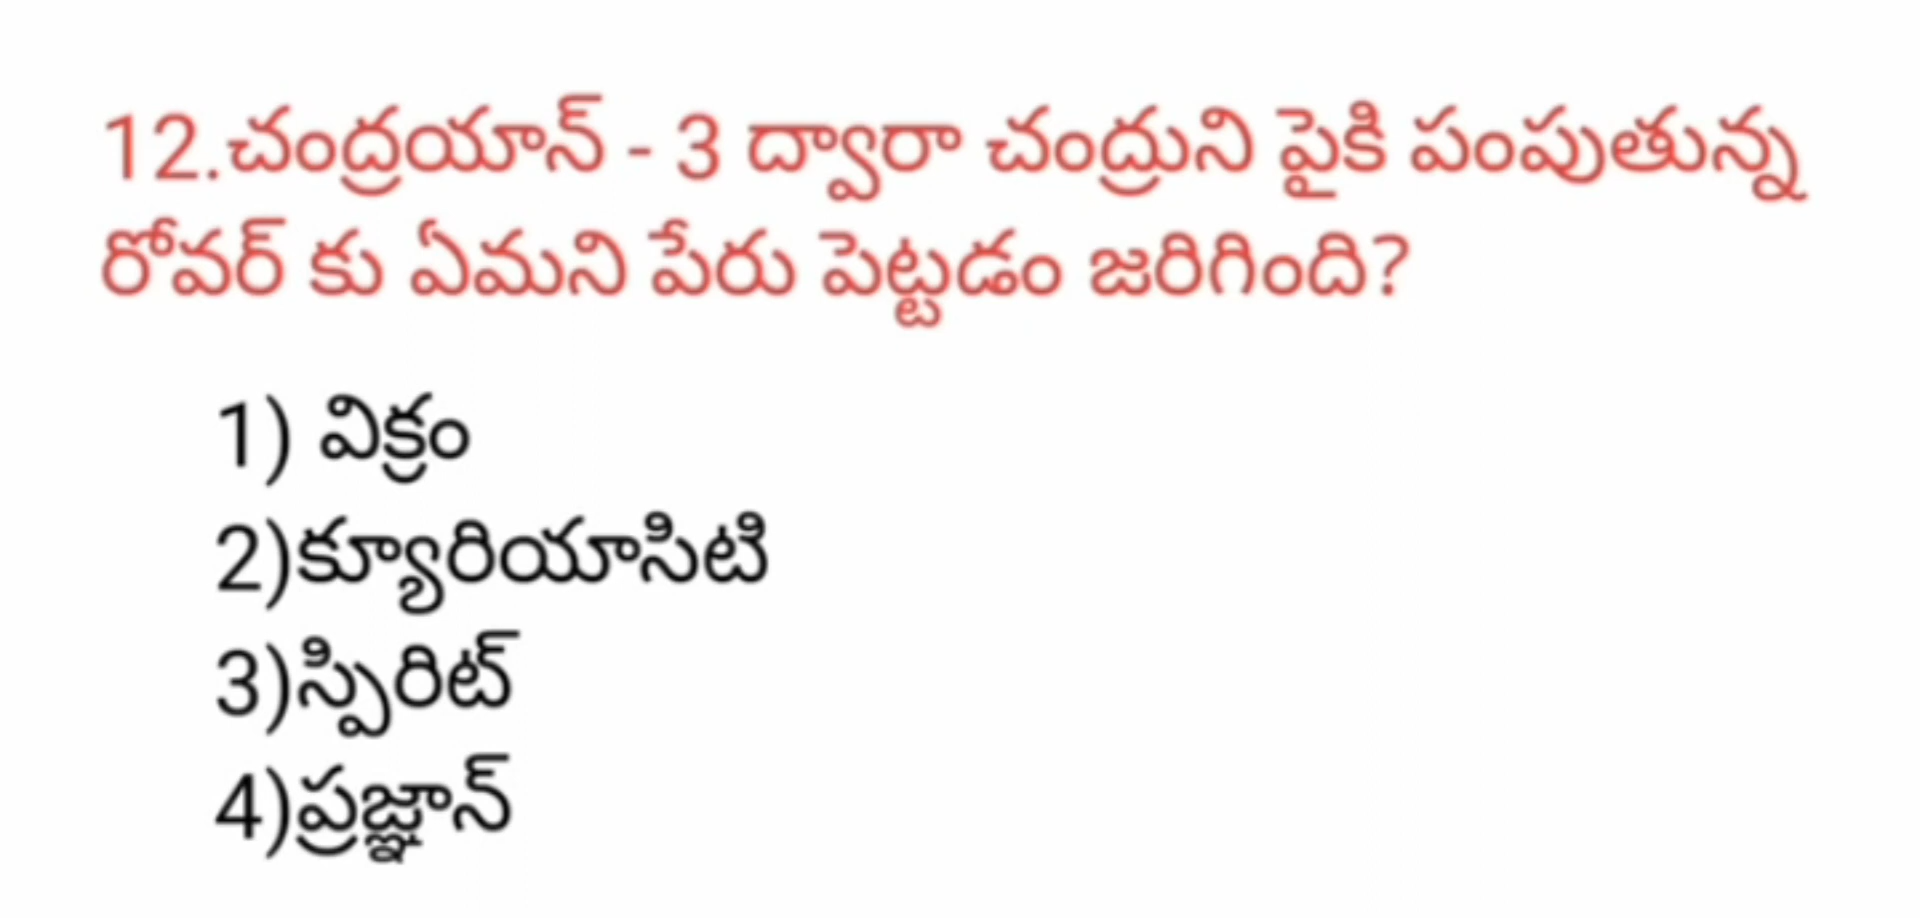 12.చంద్రయాన్ - 3 ద్వారా చంద్రుని పైకి పంపుతున్న
రోవర్ కు ఏమని పేరు పెట్టడం జరిగింది?
1) విక్రం
2)క్యూరియాసిటి
3)స్పిరిట్
4)ప్రజ్ఞాన్